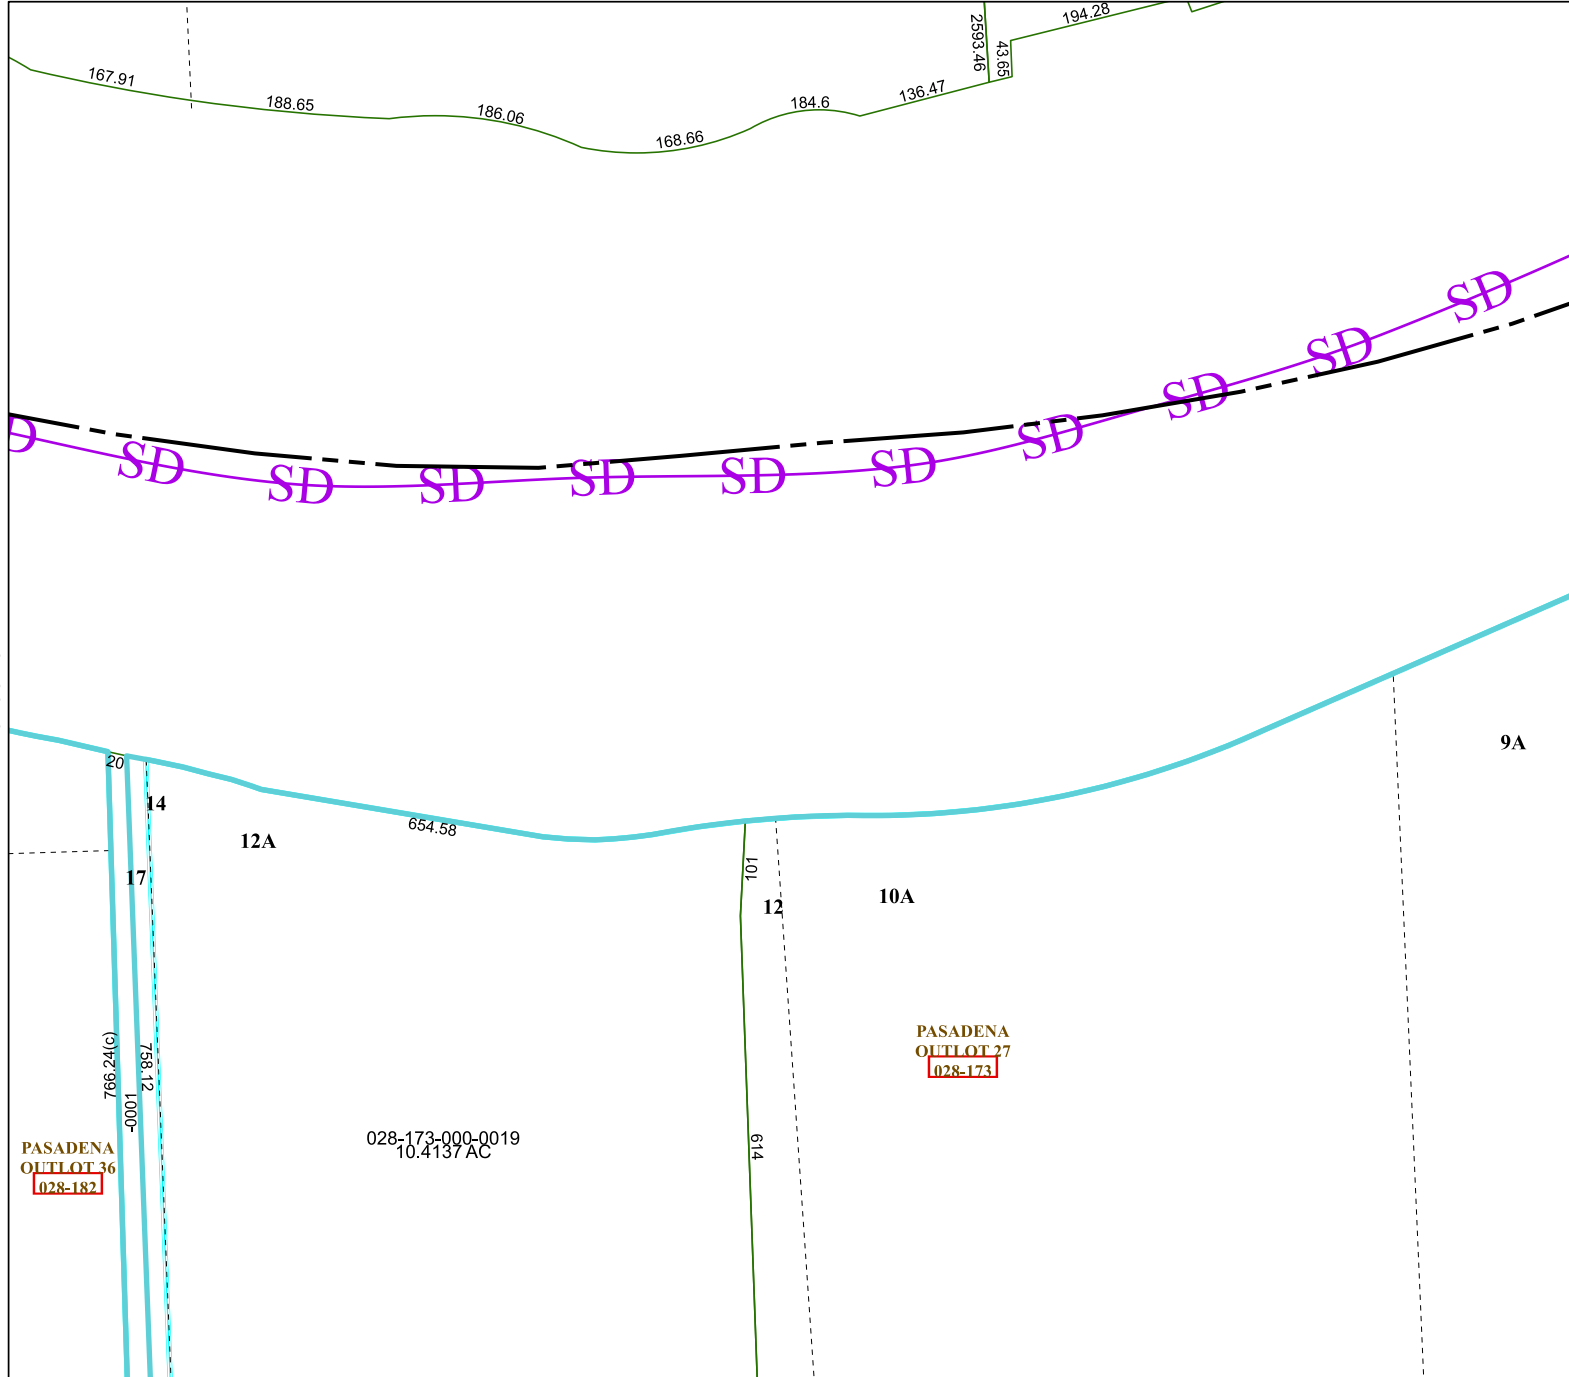 194.28
2593.46
43.65
167.91
188.65
186.06
184.6
136.47
168.66
SD
SD
SD
D
SD
SD
SD
SD
SD
SD
SD
9A
20
14
654.58
12A
101
17
12
10A
PASADENA
OUTLOT 27
028-173
766.24(c)
758.12
-0001
028-173-000-0019
10.4137 AC
614
PASADENA
OUTLOT 36
028-182